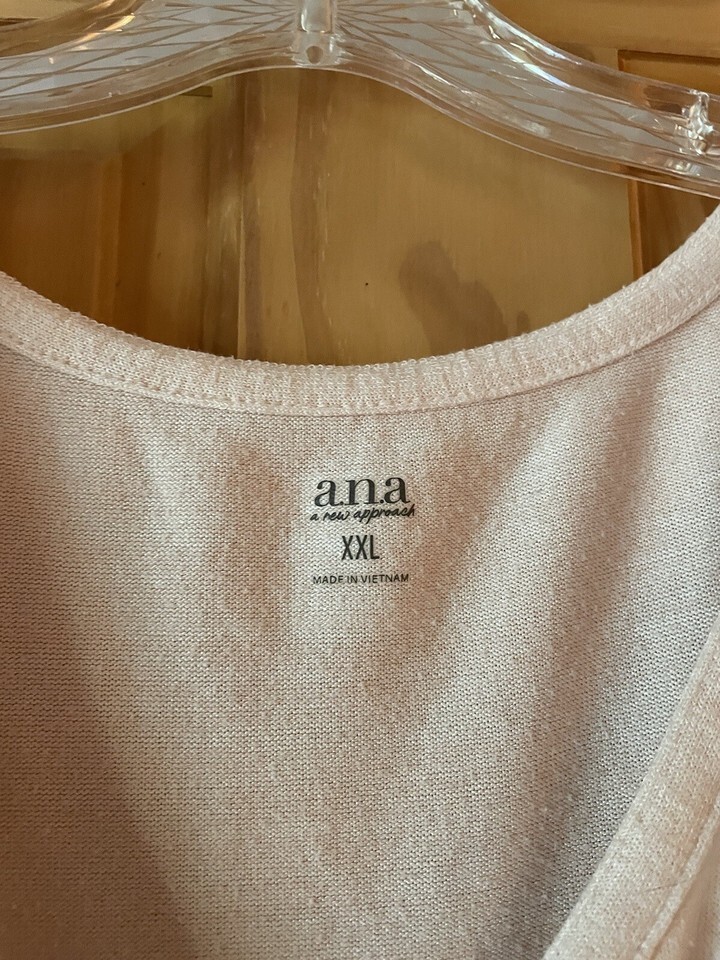 a.n.a
a new approach
XXL
MADE IN VIETNAM